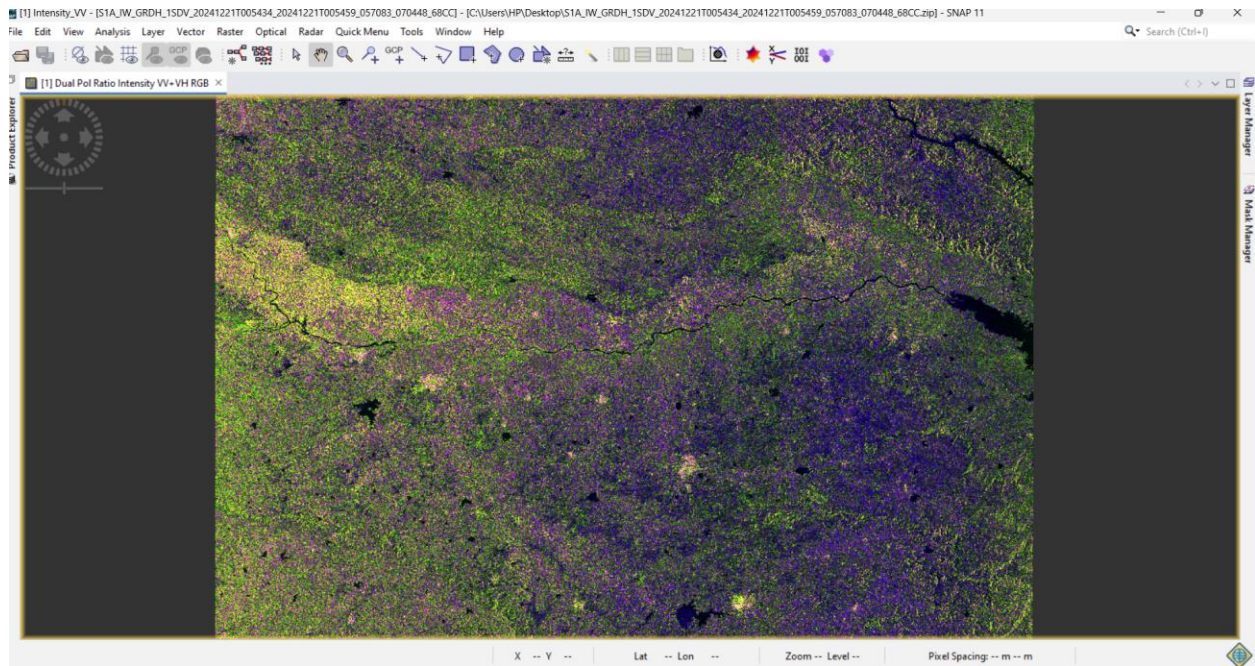 [1] Intensity_VV - [S1A_IW_GRDH_1SDV_20241221T005434_20241221T005459_057083_070448_68CC] - [C:\Users\HP\Desktop\S1A_IW_GRDH_1SDV_20241221T005434_20241221T005459_057083_070448_68CC.zip] - SNAP 11
File Edit View Analysis Layer Vector Raster Optical Radar Quick Menu Tools Window Help
Search (Ctrl+I)
GCP GCP
[1] Dual Pol Ratio Intensity VV+VH RGB
Product Explorer
Layer Manager
Mask Manager
X -- Y -- Lat -- Lon -- Zoom -- Level -- Pixel Spacing: -- m -- m